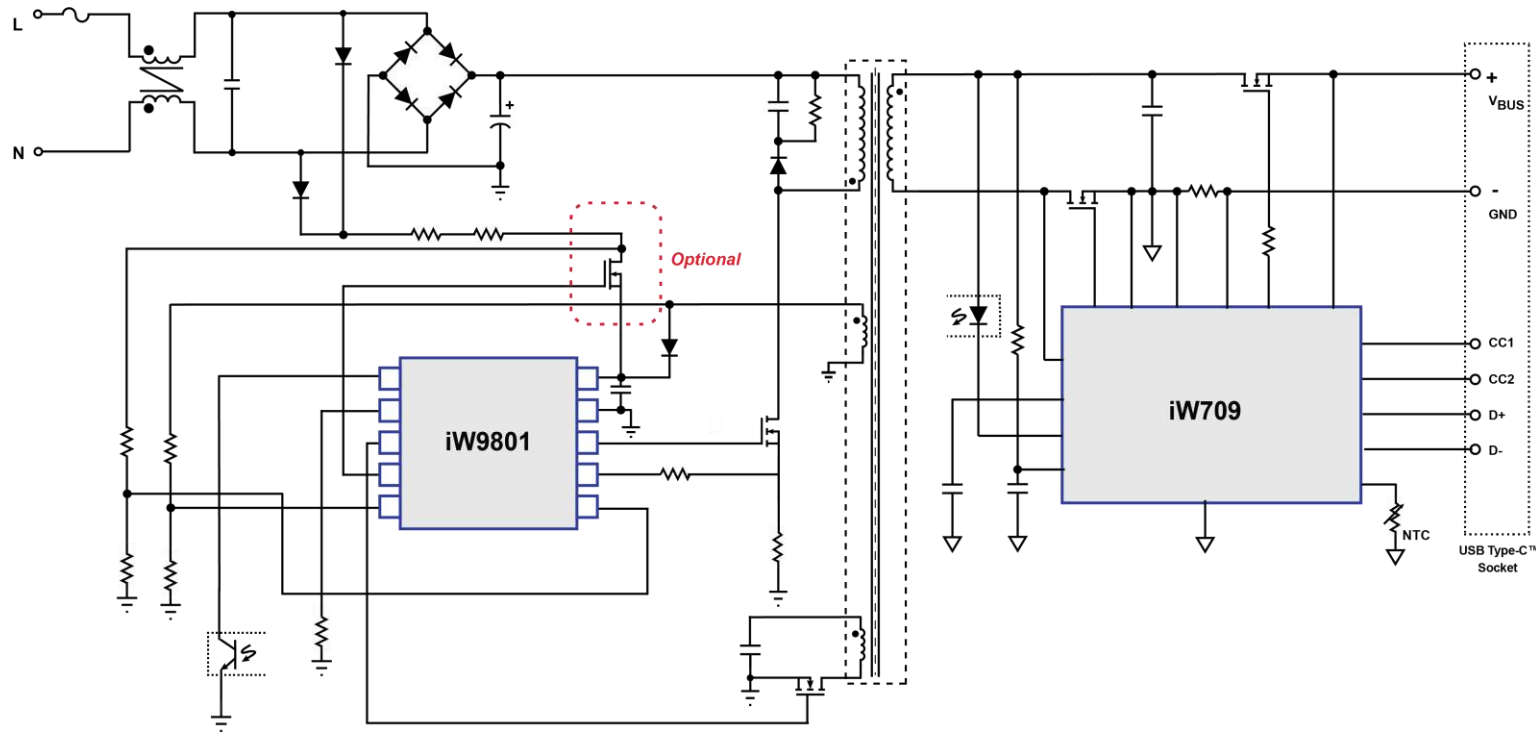 L
+
+
VBUS
N
-
GND
Optional
CC1
CC2
iW709
D+
iW9801
D-
NTC
USB Type-C™
Socket